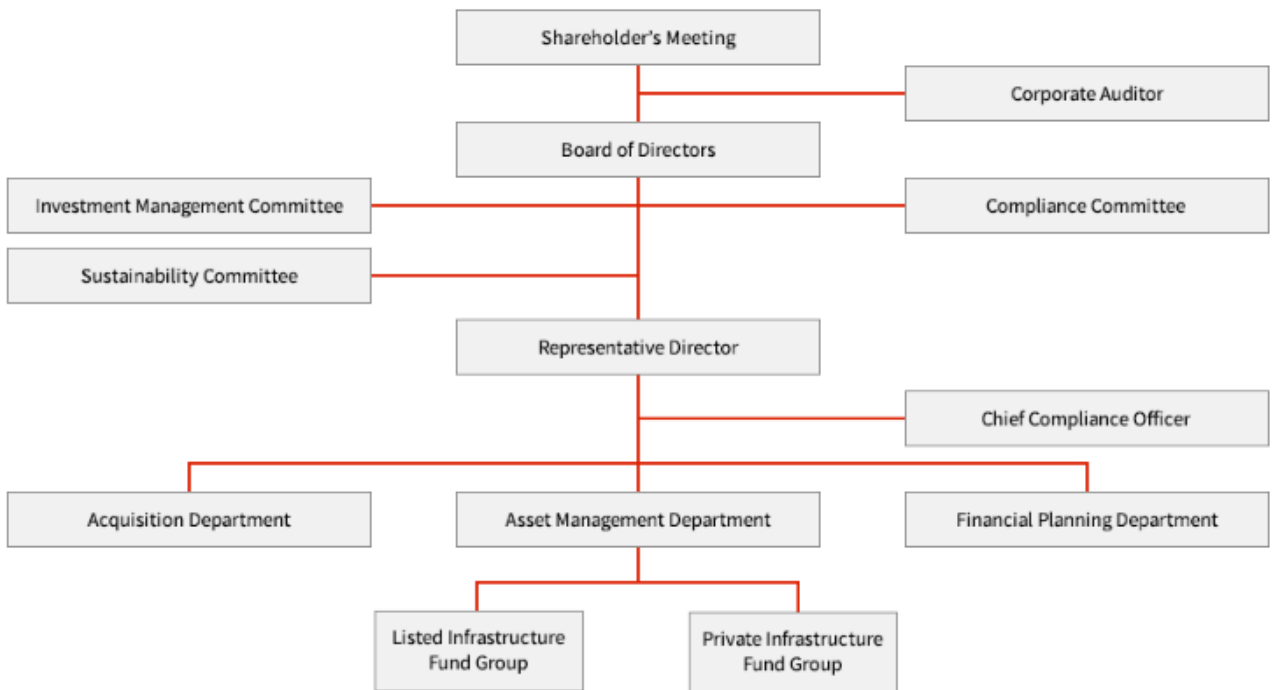 Shareholder’s Meeting
Corporate Auditor
Board of Directors
Investment Management Committee
Compliance Committee
Sustainability Committee
Representative Director
Chief Compliance Officer
Acquisition Department
Asset Management Department
Financial Planning Department
Listed Infrastructure
Fund Group
Private Infrastructure
Fund Group